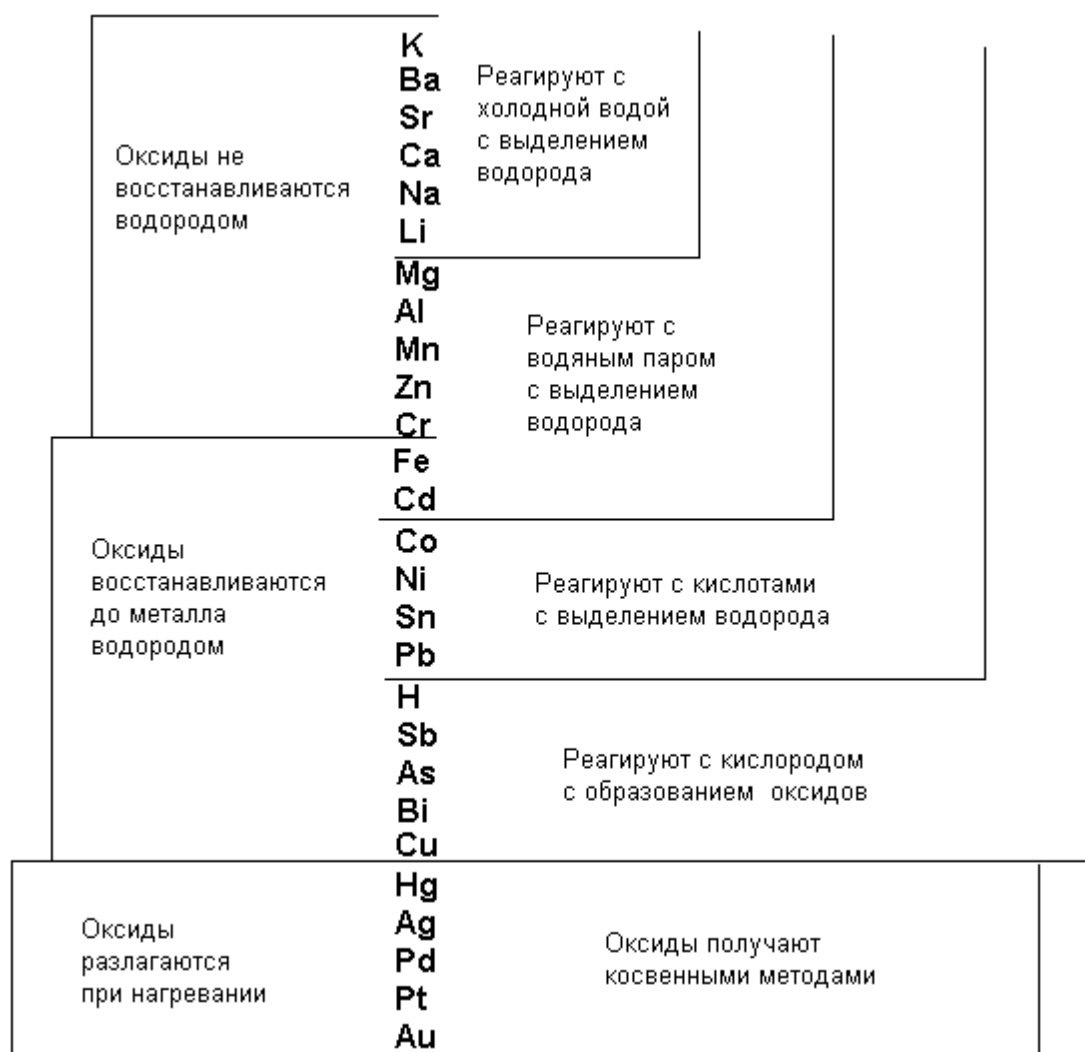 K
Ba
Sr
Ca
Na
Li
Mg
Al
Mn
Zn
Cr
Fe
Cd
Co
Ni
Sn
Pb
H
Sb
As
Bi
Cu
Hg
Ag
Pd
Pt
Au
Оксиды не
восстанавливаются
водородом
Оксиды
восстанавливаются
до металла
водородом
Оксиды
разлагаются
при нагревании
Реагируют с
холодной водой
с выделением
водорода
Реагируют с
водяным паром
с выделением
водорода
Реагируют с кислотами
с выделением водорода
Реагируют с кислородом
с образованием оксидов
Оксиды получают
косвенными методами